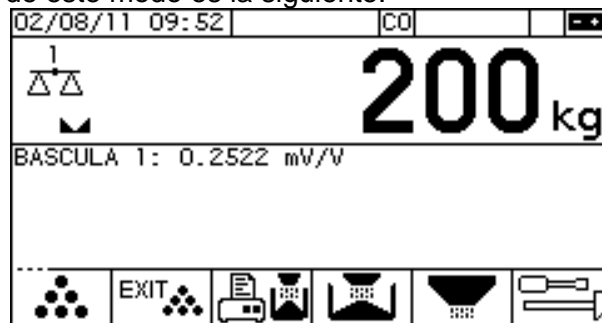 de este modo es la siguiente:
02/08/11 09:52 CO
1
200 kg
BASCULA 1: 0.2522 mV/V
EXIT